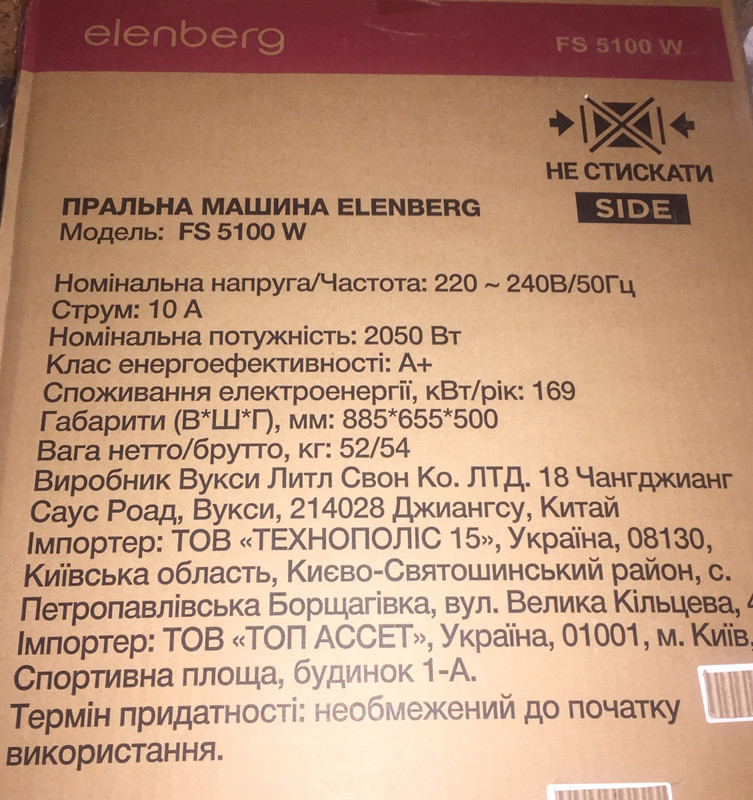 elenberg
FS 5100 W
НЕ СТИСКАТИ
SIDE
ПРАЛЬНА МАШИНА ELENBERG
Модель: FS 5100 W
Номінальна напруга/Частота: 220 ~ 240В/50Гц
Струм: 10 А
Номінальна потужність: 2050 Вт
Клас енергоефективності: А+
Споживання електроенергії, кВт/рік: 169
Габарити (В*Ш*Г), мм: 885*655*500
Вага нетто/брутто, кг: 52/54
Виробник Вукси Литл Свон Ко. ЛТД. 18 Чангджианг
Саус Роад, Вукси, 214028 Джиангсу, Китай
Імпортер: ТОВ «ТЕХНОПОЛІС 15», Україна, 08130,
Київська область, Києво-Святошинський район, с.
Петропавлівська Борщагівка, вул. Велика Кільцева,
Імпортер: ТОВ «ТОП АССЕТ», Україна, 01001, м. Київ,
Спортивна площа, будинок 1-А.
Термін придатності: необмежений до початку
використання.